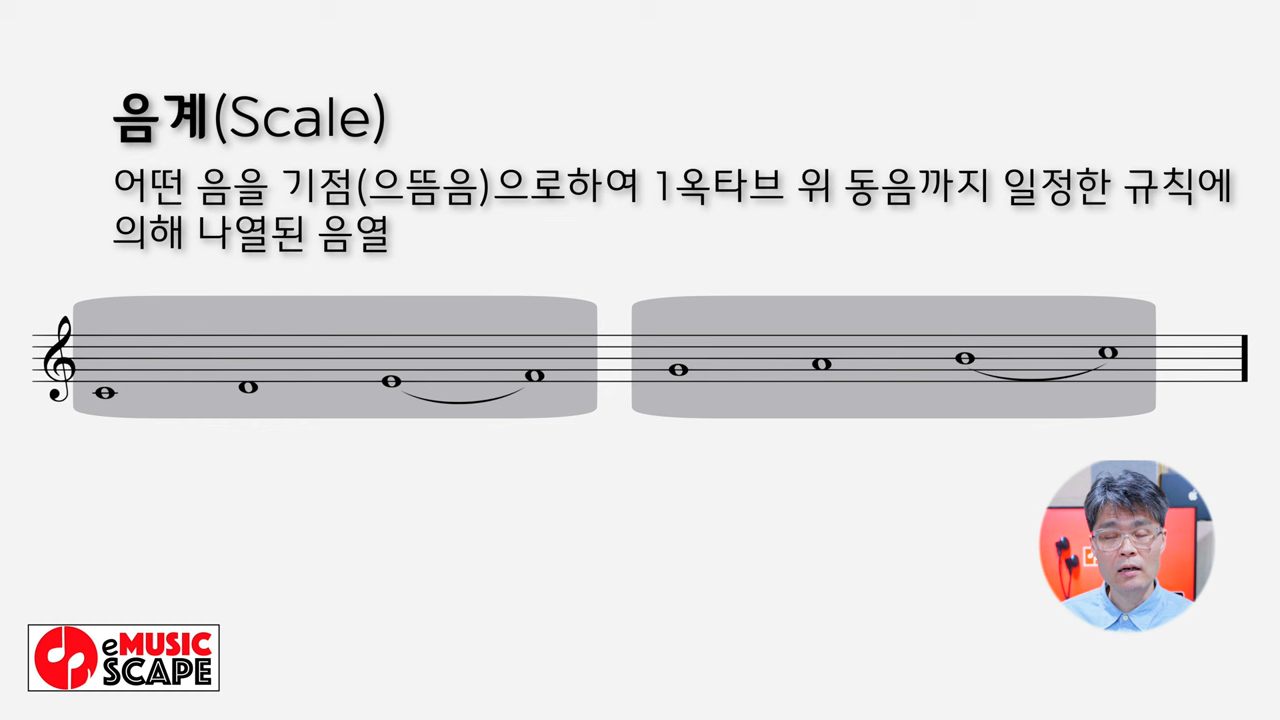 음계(Scale)
어떤 음을 기점(으뜸음)으로하여 1옥타브 위 동음까지 일정한 규칙에
의해 나열된 음열
eMUSIC
SCAPE